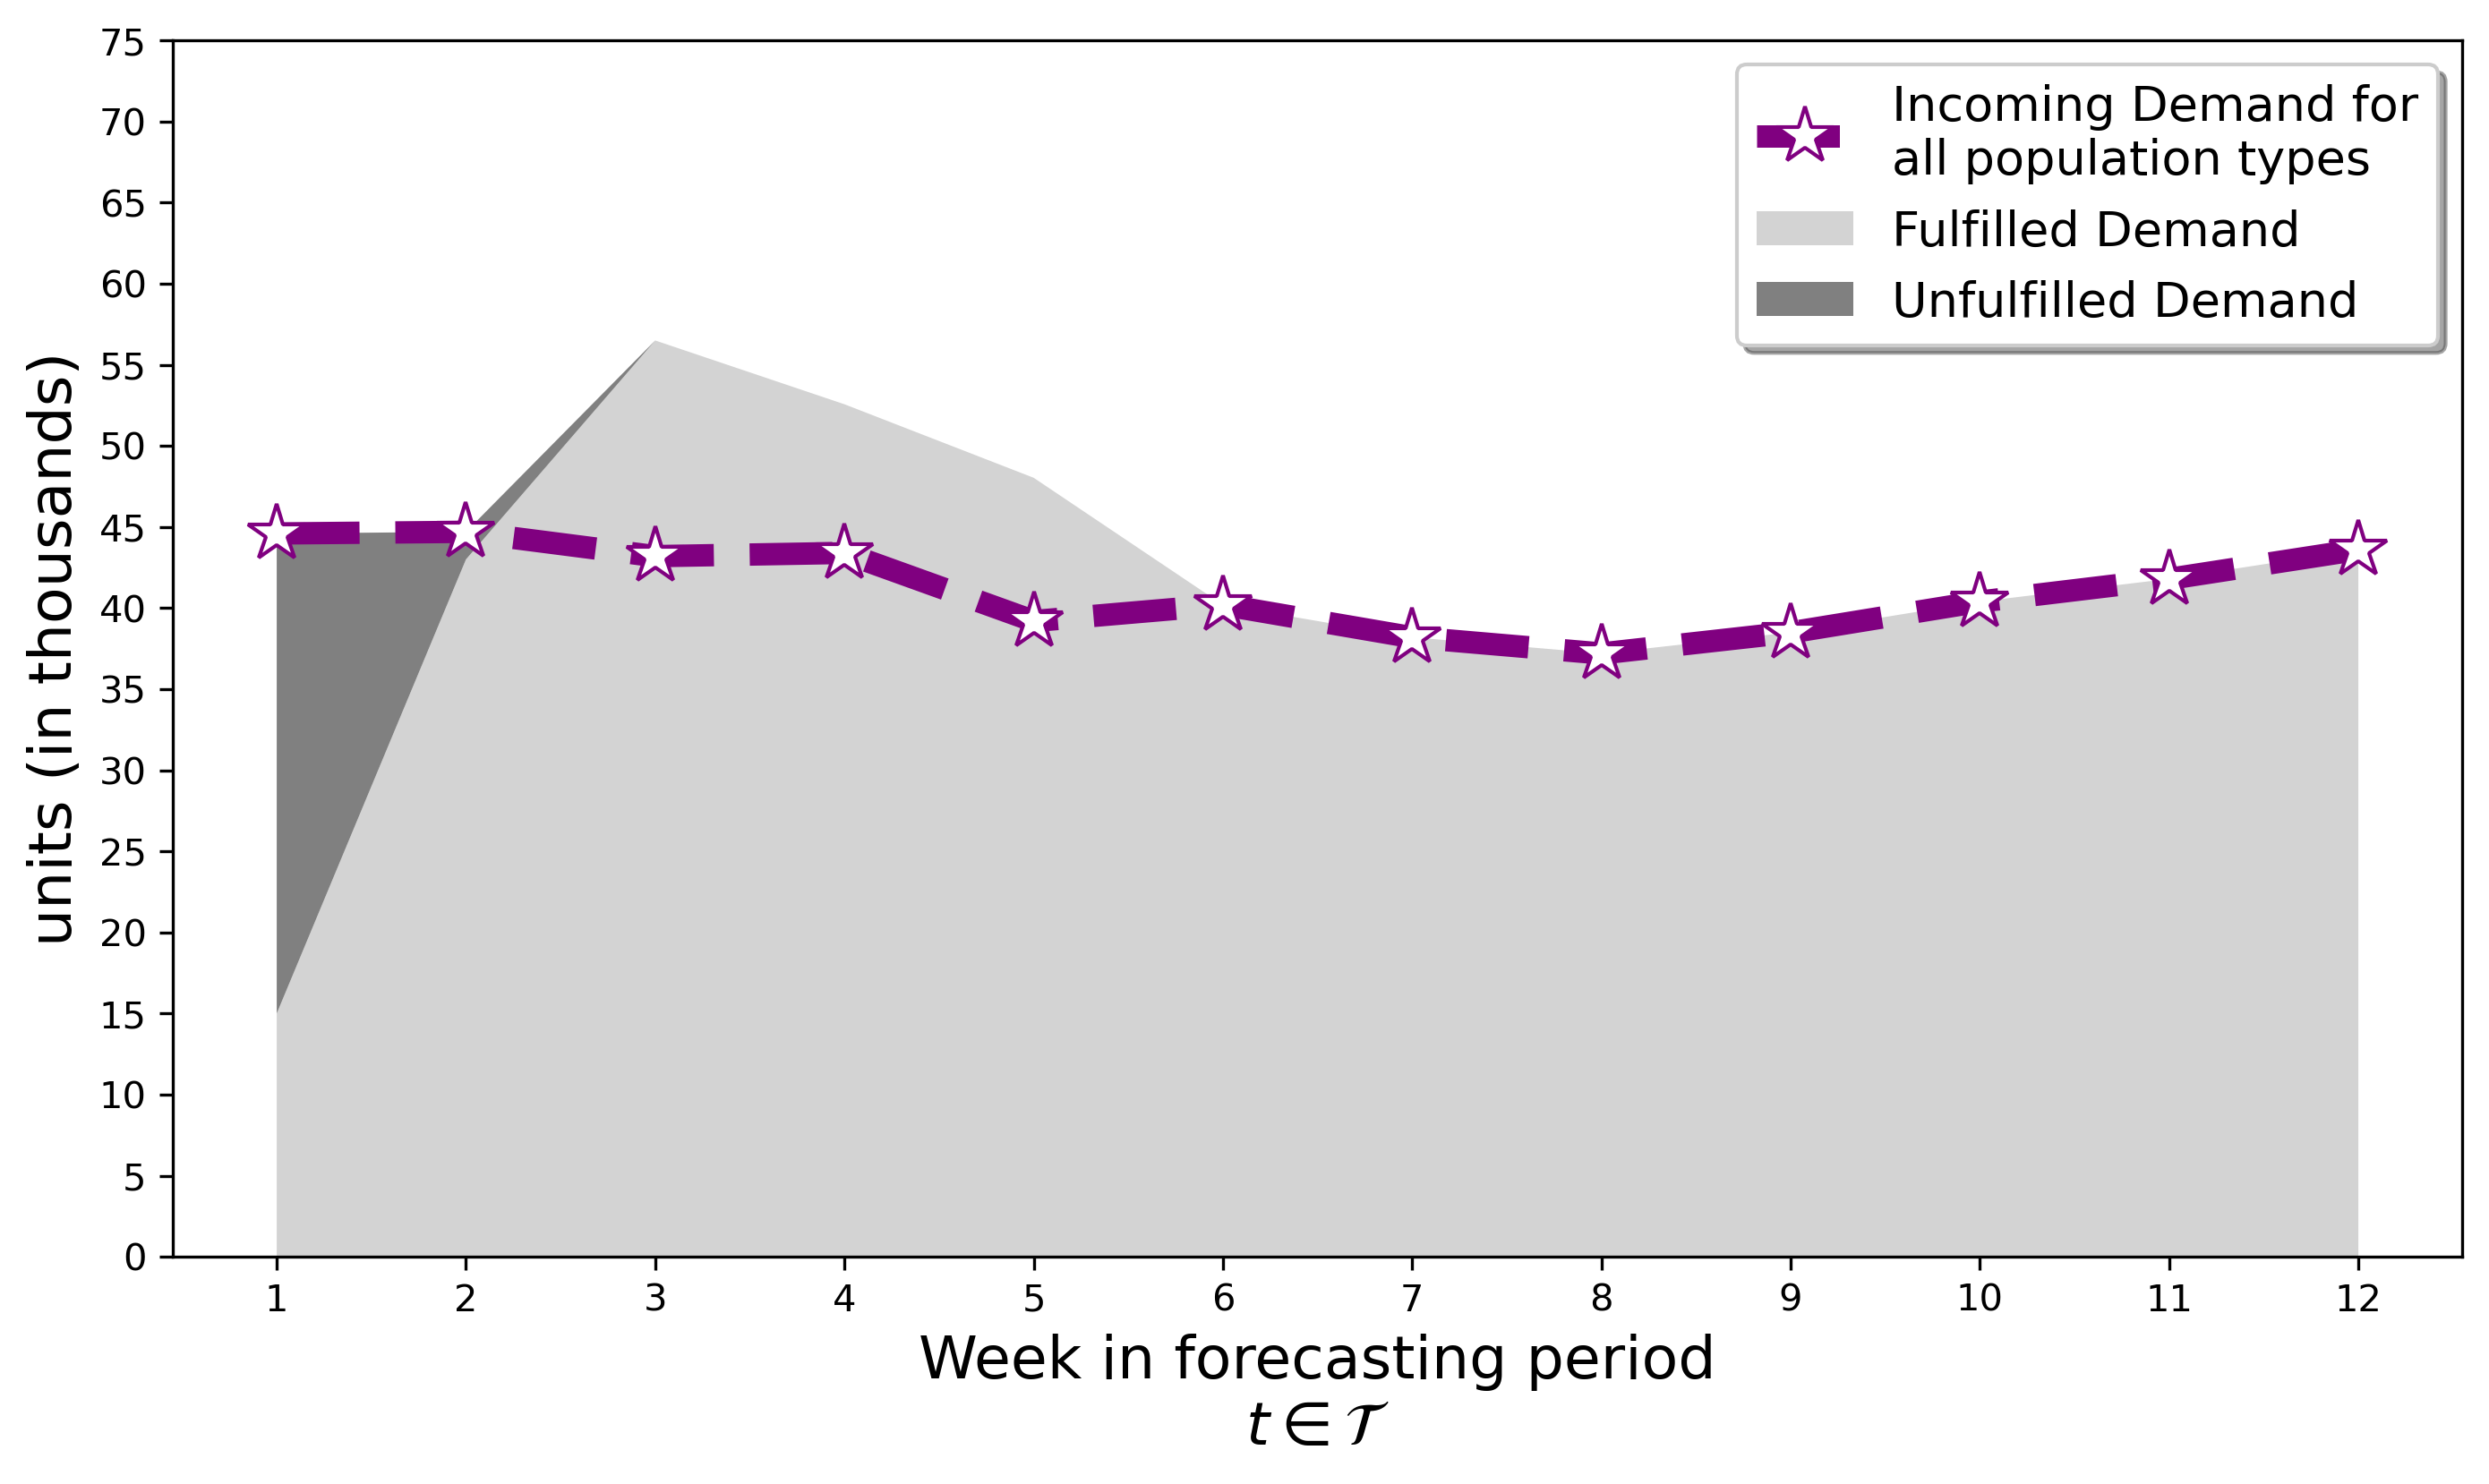 75
70
65
60
55
50
45
40
35
30
25
20
15
10
5
0
units (in thousands)
Incoming Demand for
all population types
Fulfilled Demand
Unfulfilled Demand
1 2 3 4 5 6 7 8 9 10 11 12
Week in forecasting period
t ∈ 𝒯